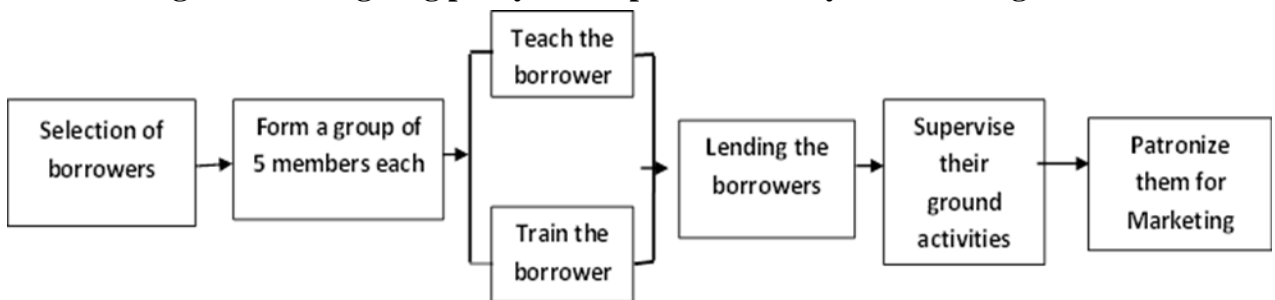 Selection of
borrowers
Form a group of
5 members each
Teach the
borrower
Train the
borrower
Lending the
borrowers
Supervise
their
ground
activities
Patronize
them for
Marketing